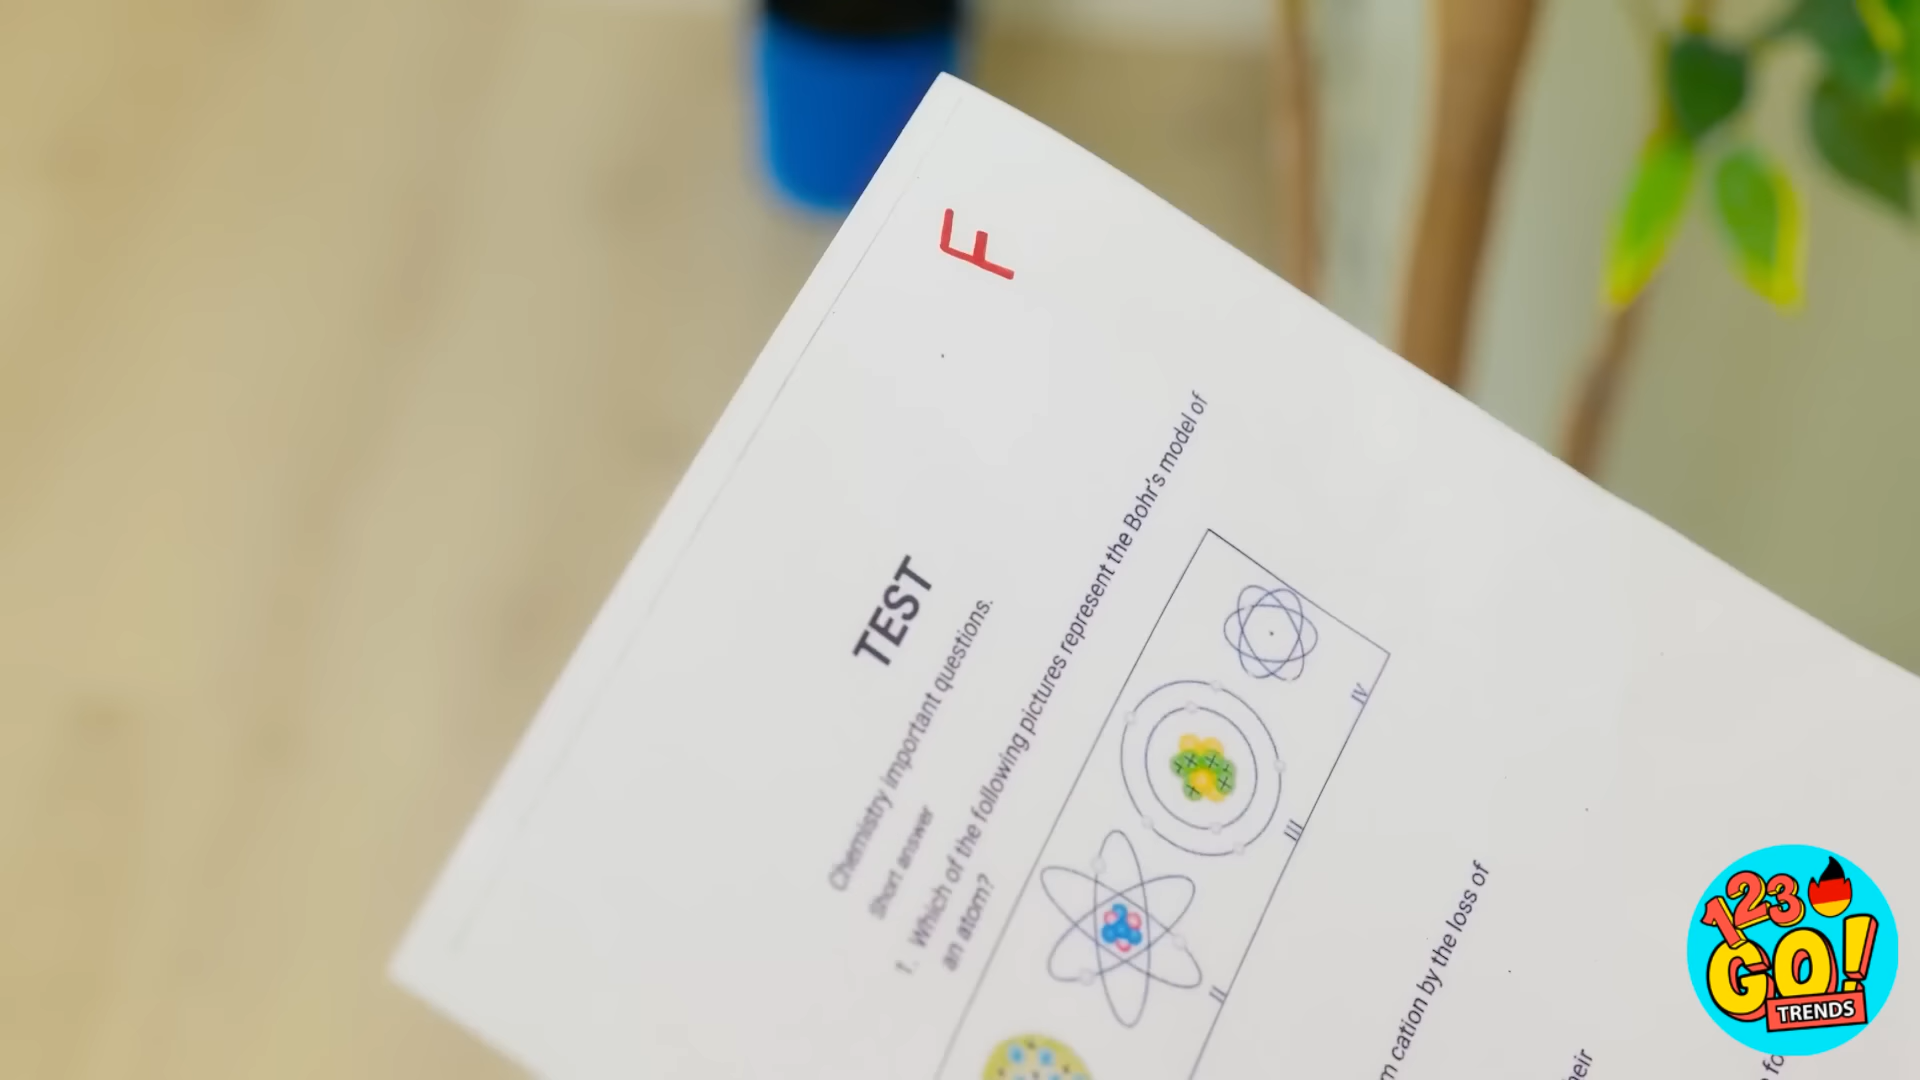 F
TEST
Chemistry important questions.
Short answer
1. Which of the following pictures represent the Bohr's model of
an atom?
II
III
IV
cation by the loss of
123
GO!
TRENDS